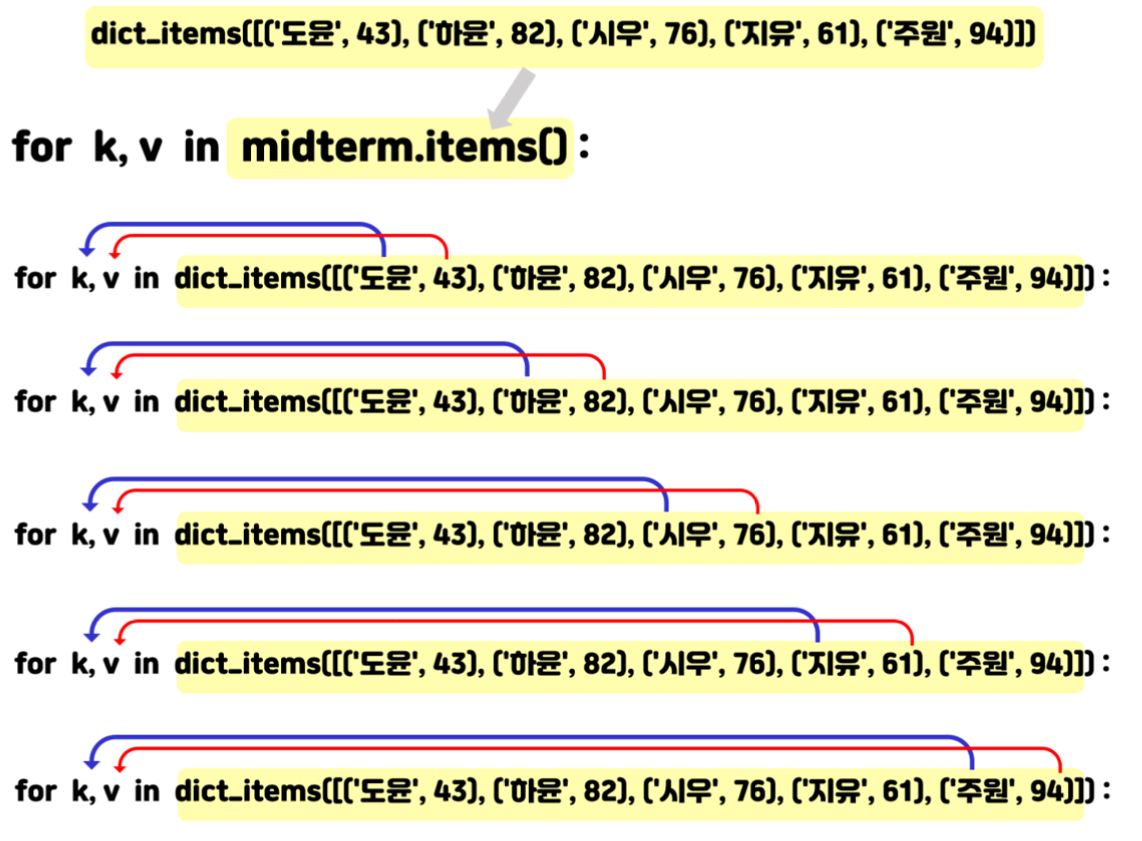 dict_items([('도윤', 43), ('하윤', 82), ('시우', 76), ('지유', 61), ('주원', 94)])
for k, v in midterm.items() :
for k, v in dict_items([('도윤', 43), ('하윤', 82), ('시우', 76), ('지유', 61), ('주원', 94)]) :
for k, v in dict_items([('도윤', 43), ('하윤', 82), ('시우', 76), ('지유', 61), ('주원', 94)]) :
for k, v in dict_items([('도윤', 43), ('하윤', 82), ('시우', 76), ('지유', 61), ('주원', 94)]) :
for k, v in dict_items([('도윤', 43), ('하윤', 82), ('시우', 76), ('지유', 61), ('주원', 94)]) :
for k, v in dict_items([('도윤', 43), ('하윤', 82), ('시우', 76), ('지유', 61), ('주원', 94)]) :